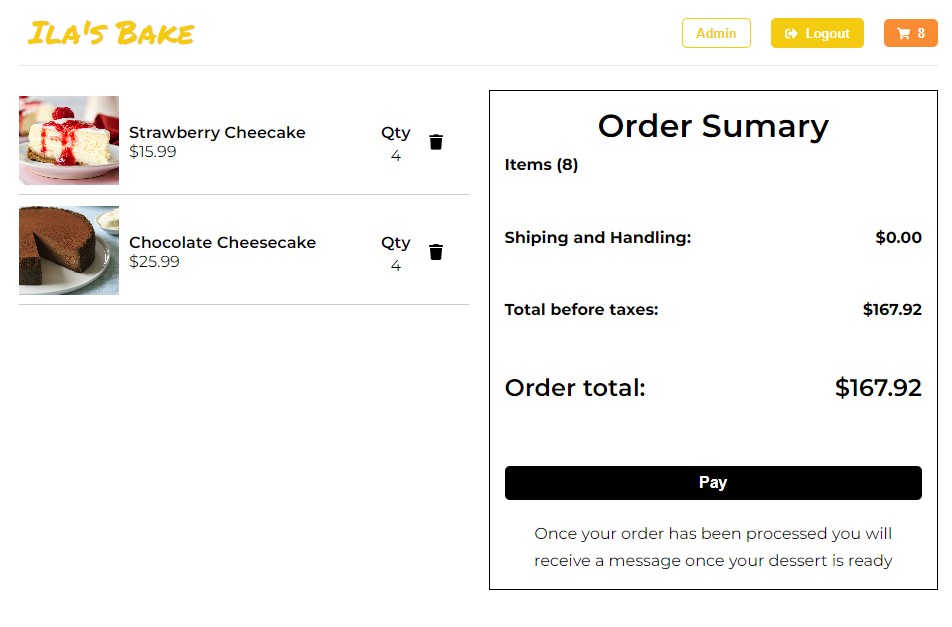 Ila's Bake
Admin
Logout
8
Strawberry Cheecake
$15.99
Qty
4
Chocolate Cheesecake
$25.99
Qty
4
Order Sumary
Items (8)
Shiping and Handling: $0.00
Total before taxes: $167.92
Order total: $167.92
Pay
Once your order has been processed you will
receive a message once your dessert is ready